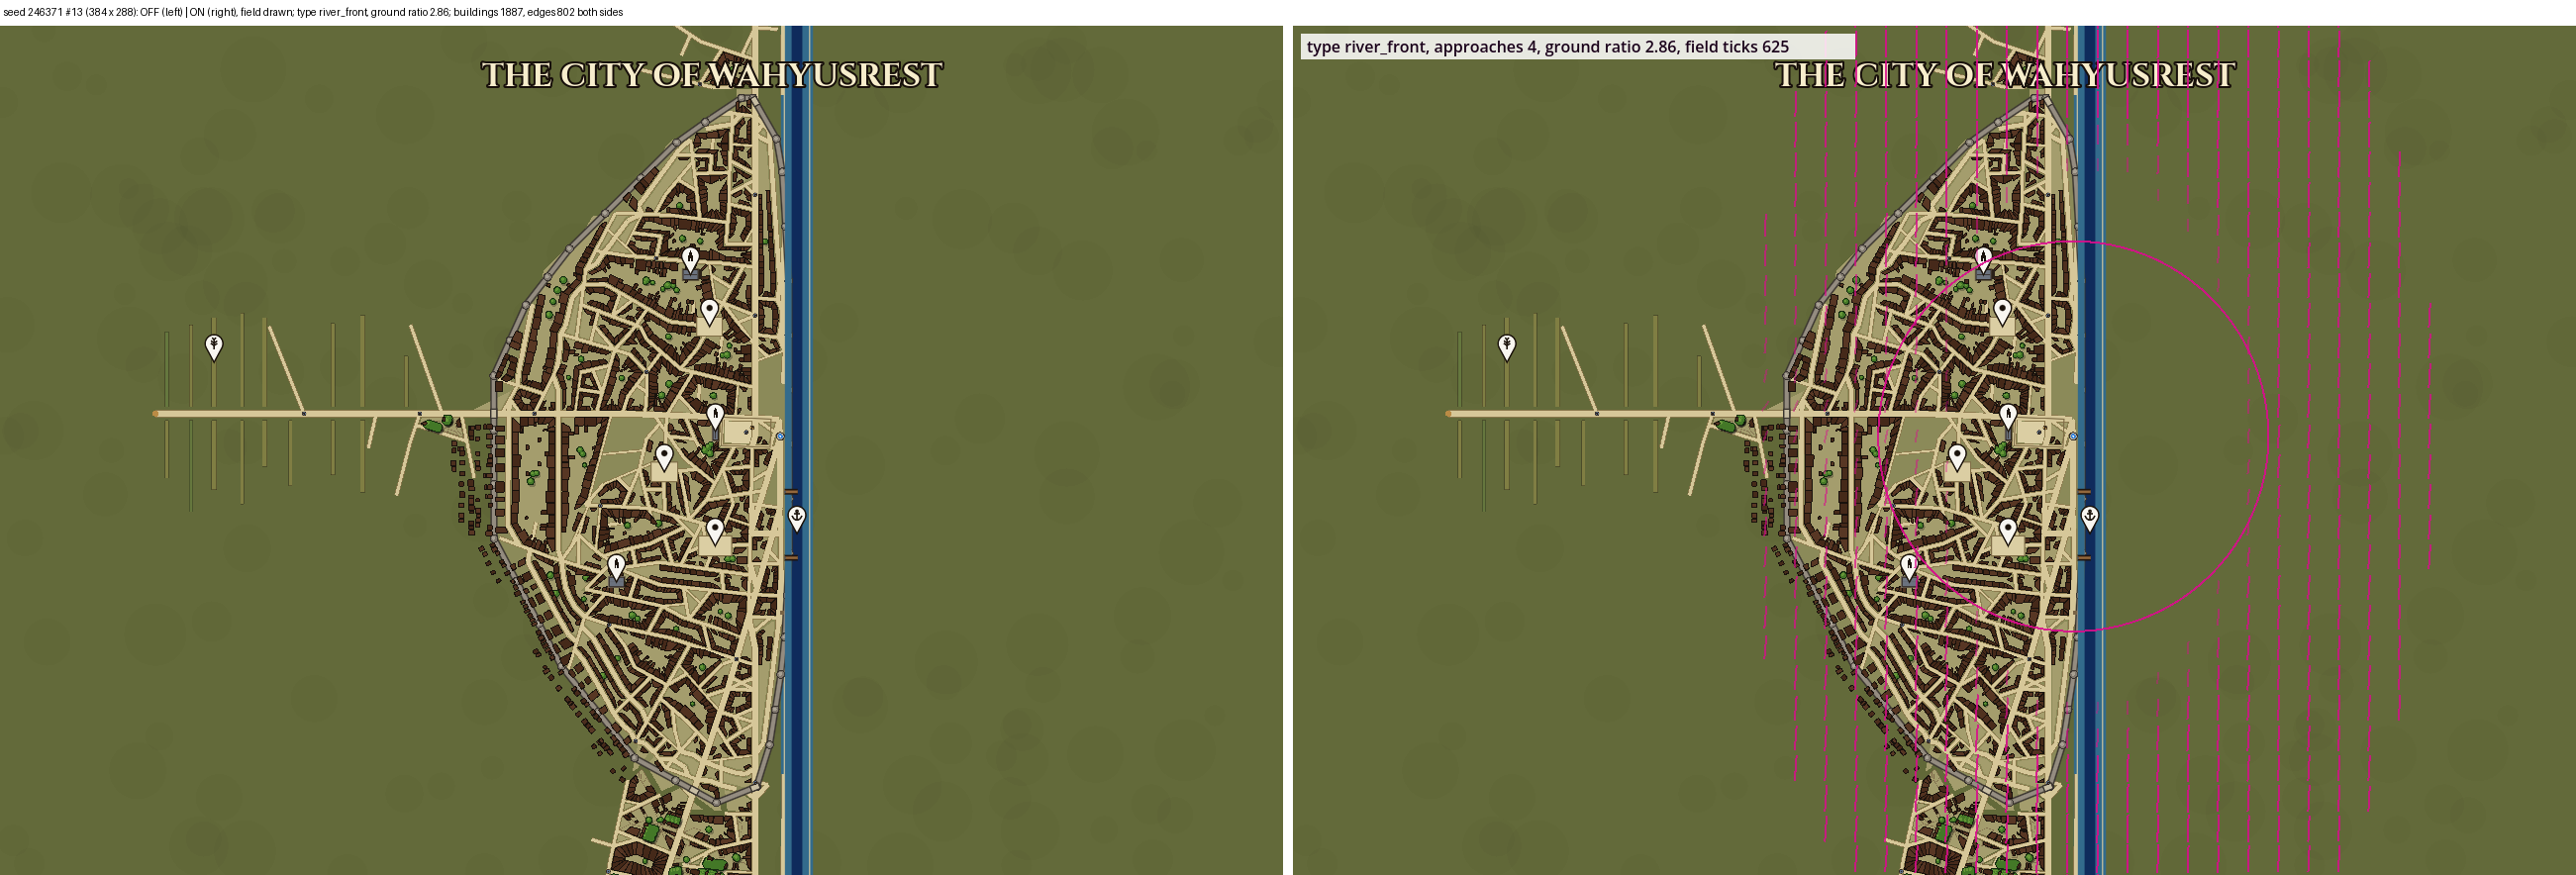 seed 246371 #13 (384 x 288): OFF (left) | ON (right), field drawn; type river_front, ground ratio 2.86; buildings 1887, edges 802 both sides
type river_front, approaches 4, ground ratio 2.86, field ticks 625
THE CITY OF WAHYUSREST
THE CITY OF WAHYUSREST